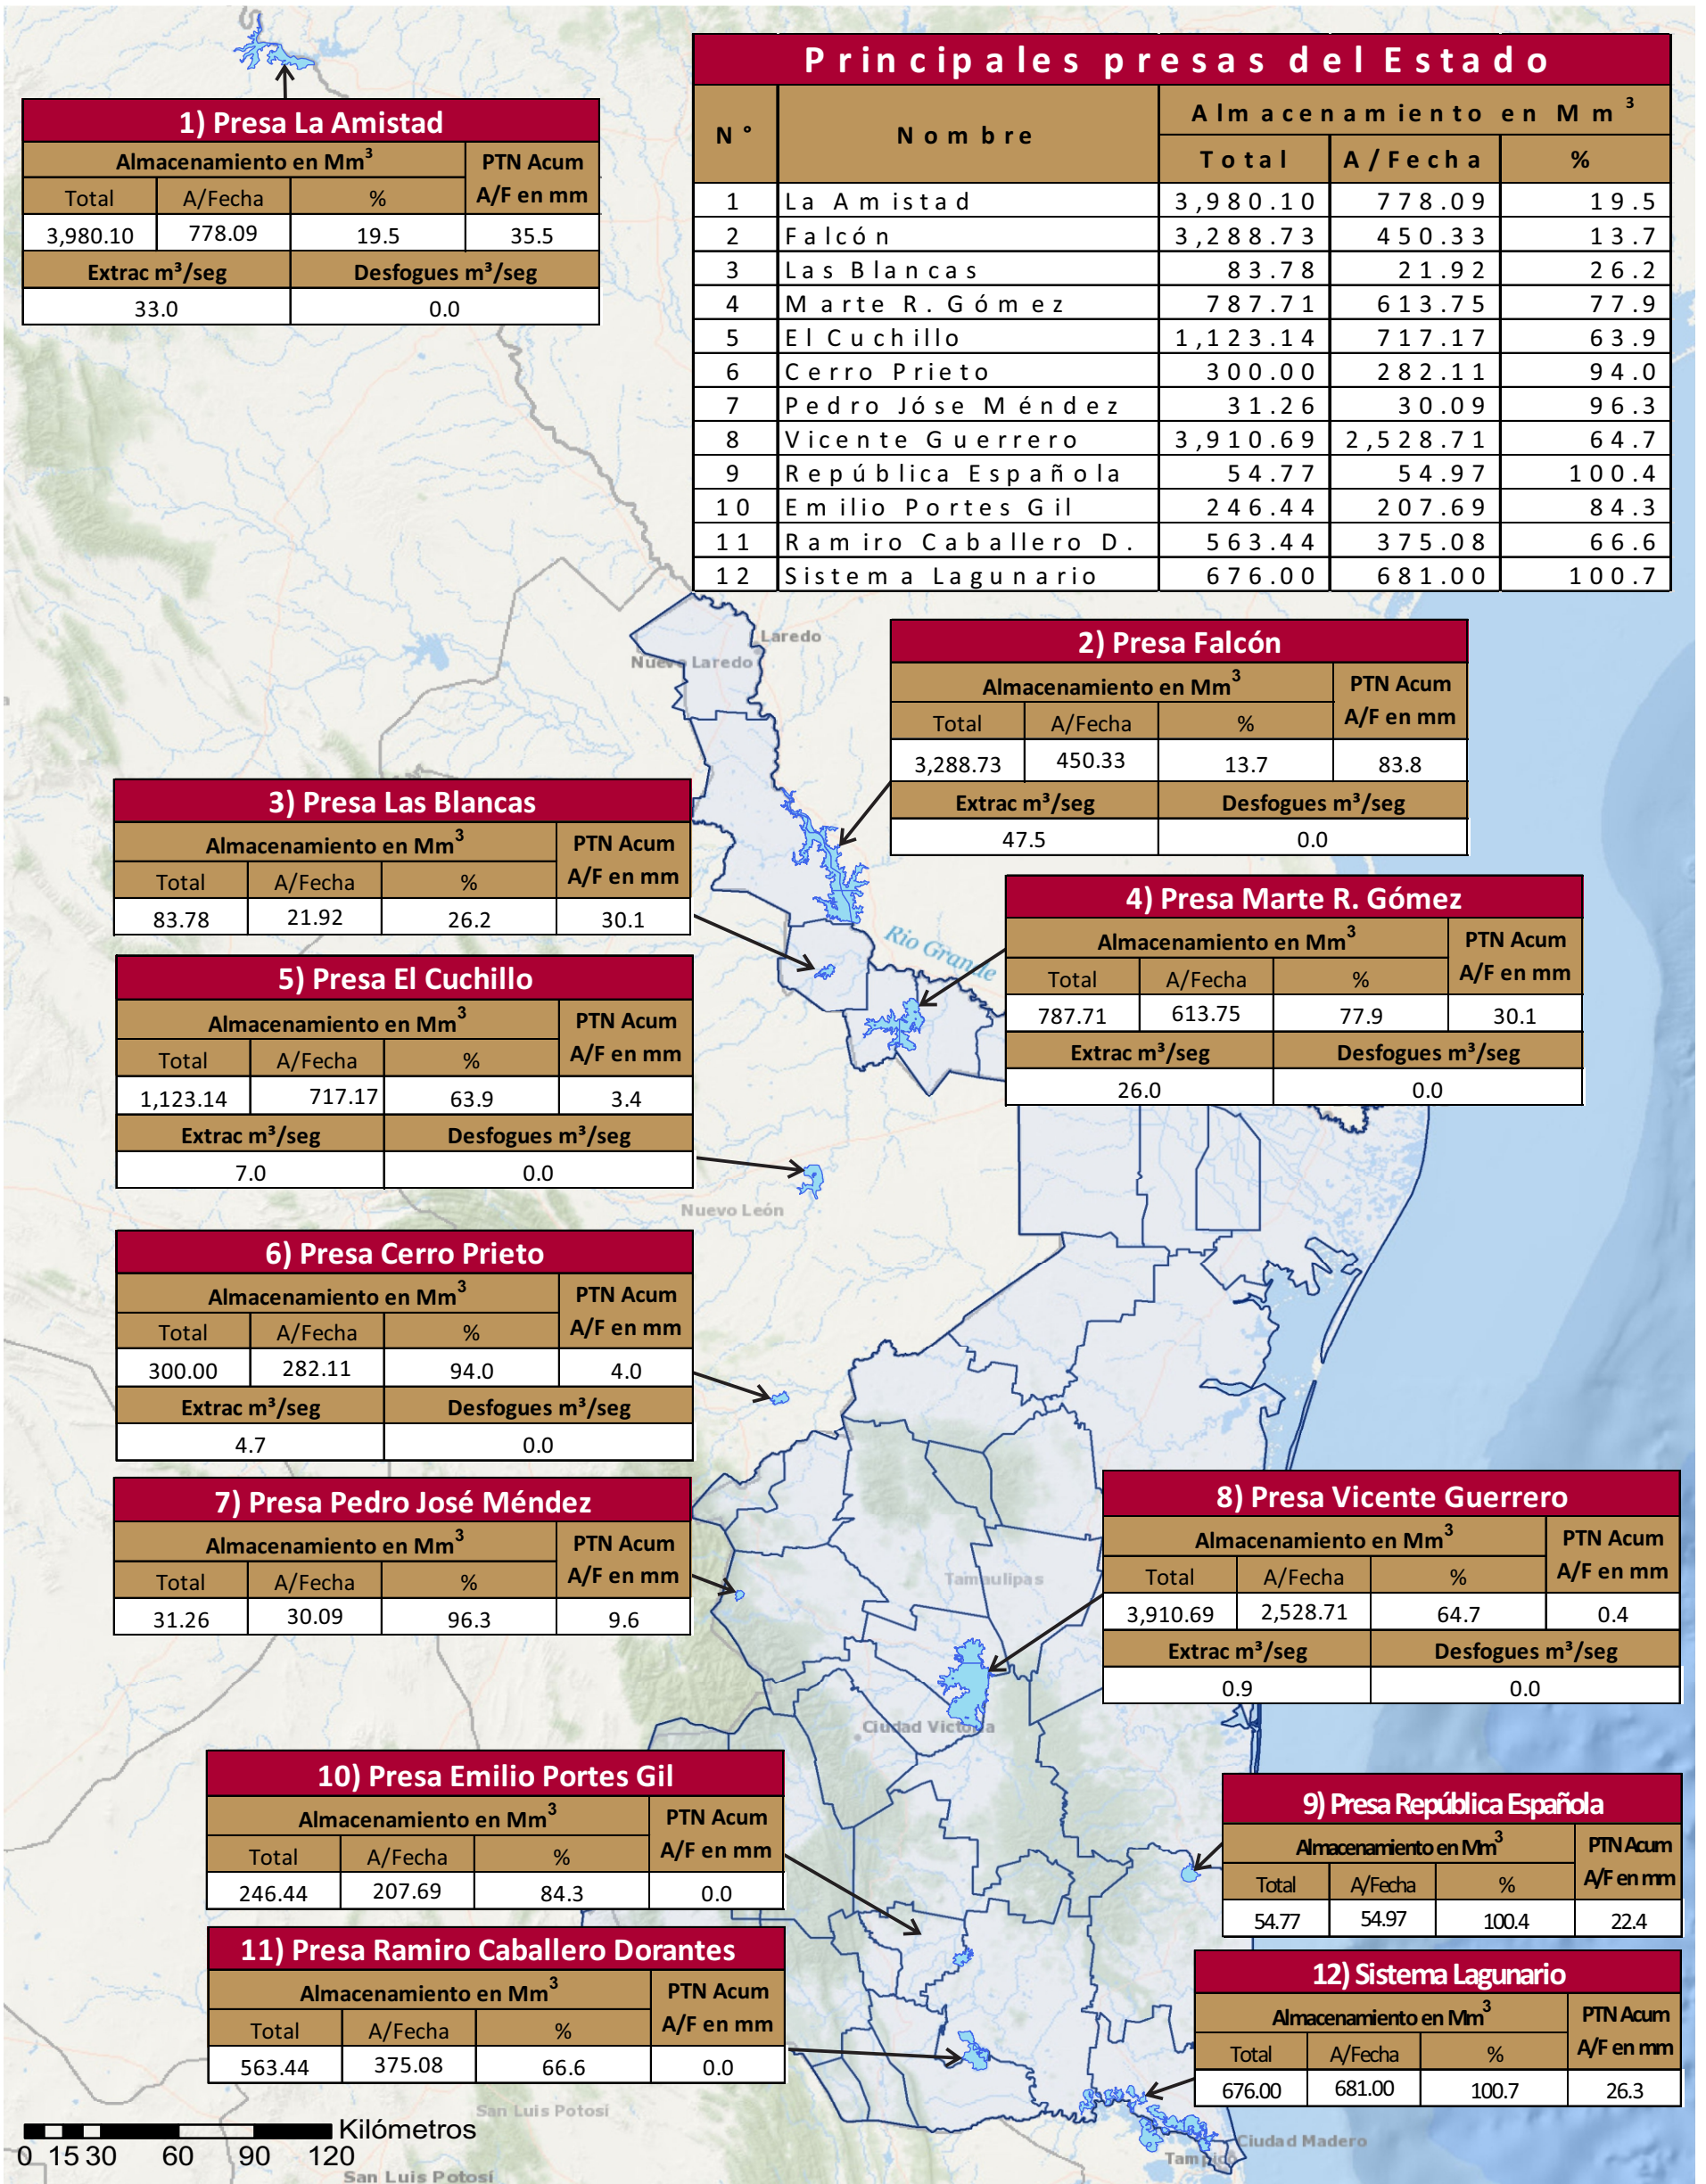 Principales presas del Estado
N° Nombre Almacenamiento en Mm³
Total A/Fecha %
1 La Amistad 3,980.10 778.09 19.5
2 Falcón 3,288.73 450.33 13.7
3 Las Blancas 83.78 21.92 26.2
4 Marte R. Gómez 787.71 613.75 77.9
5 El Cuchillo 1,123.14 717.17 63.9
6 Cerro Prieto 300.00 282.11 94.0
7 Pedro Jóse Méndez 31.26 30.09 96.3
8 Vicente Guerrero 3,910.69 2,528.71 64.7
9 República Española 54.77 54.97 100.4
10 Emilio Portes Gil 246.44 207.69 84.3
11 Ramiro Caballero D. 563.44 375.08 66.6
12 Sistema Lagunario 676.00 681.00 100.7
1) Presa La Amistad
Almacenamiento en Mm³ PTN Acum
Total A/Fecha % A/F en mm
3,980.10 778.09 19.5 35.5
Extrac m³/seg Desfogues m³/seg
33.0 0.0
Laredo
Nuevo Laredo
2) Presa Falcón
Almacenamiento en Mm³ PTN Acum
Total A/Fecha % A/F en mm
3,288.73 450.33 13.7 83.8
Extrac m³/seg Desfogues m³/seg
47.5 0.0
3) Presa Las Blancas
Almacenamiento en Mm³ PTN Acum
Total A/Fecha % A/F en mm
83.78 21.92 26.2 30.1
Rio Grande
4) Presa Marte R. Gómez
Almacenamiento en Mm³ PTN Acum
Total A/Fecha % A/F en mm
787.71 613.75 77.9 30.1
Extrac m³/seg Desfogues m³/seg
26.0 0.0
5) Presa El Cuchillo
Almacenamiento en Mm³ PTN Acum
Total A/Fecha % A/F en mm
1,123.14 717.17 63.9 3.4
Extrac m³/seg Desfogues m³/seg
7.0 0.0
Nuevo León
6) Presa Cerro Prieto
Almacenamiento en Mm³ PTN Acum
Total A/Fecha % A/F en mm
300.00 282.11 94.0 4.0
Extrac m³/seg Desfogues m³/seg
4.7 0.0
7) Presa Pedro José Méndez
Almacenamiento en Mm³ PTN Acum
Total A/Fecha % A/F en mm
31.26 30.09 96.3 9.6
Tamaulipas
8) Presa Vicente Guerrero
Almacenamiento en Mm³ PTN Acum
Total A/Fecha % A/F en mm
3,910.69 2,528.71 64.7 0.4
Extrac m³/seg Desfogues m³/seg
0.9 0.0
Ciudad Victoria
10) Presa Emilio Portes Gil
Almacenamiento en Mm³ PTN Acum
Total A/Fecha % A/F en mm
246.44 207.69 84.3 0.0
9) Presa República Española
Almacenamiento en Mm³ PTN Acum
Total A/Fecha % A/F en mm
54.77 54.97 100.4 22.4
11) Presa Ramiro Caballero Dorantes
Almacenamiento en Mm³ PTN Acum
Total A/Fecha % A/F en mm
563.44 375.08 66.6 0.0
12) Sistema Lagunario
Almacenamiento en Mm³ PTN Acum
Total A/Fecha % A/F en mm
676.00 681.00 100.7 26.3
San Luis Potosí
Kilómetros
0 15 30 60 90 120
Ciudad Madero
Tampico
San Luis Potosí